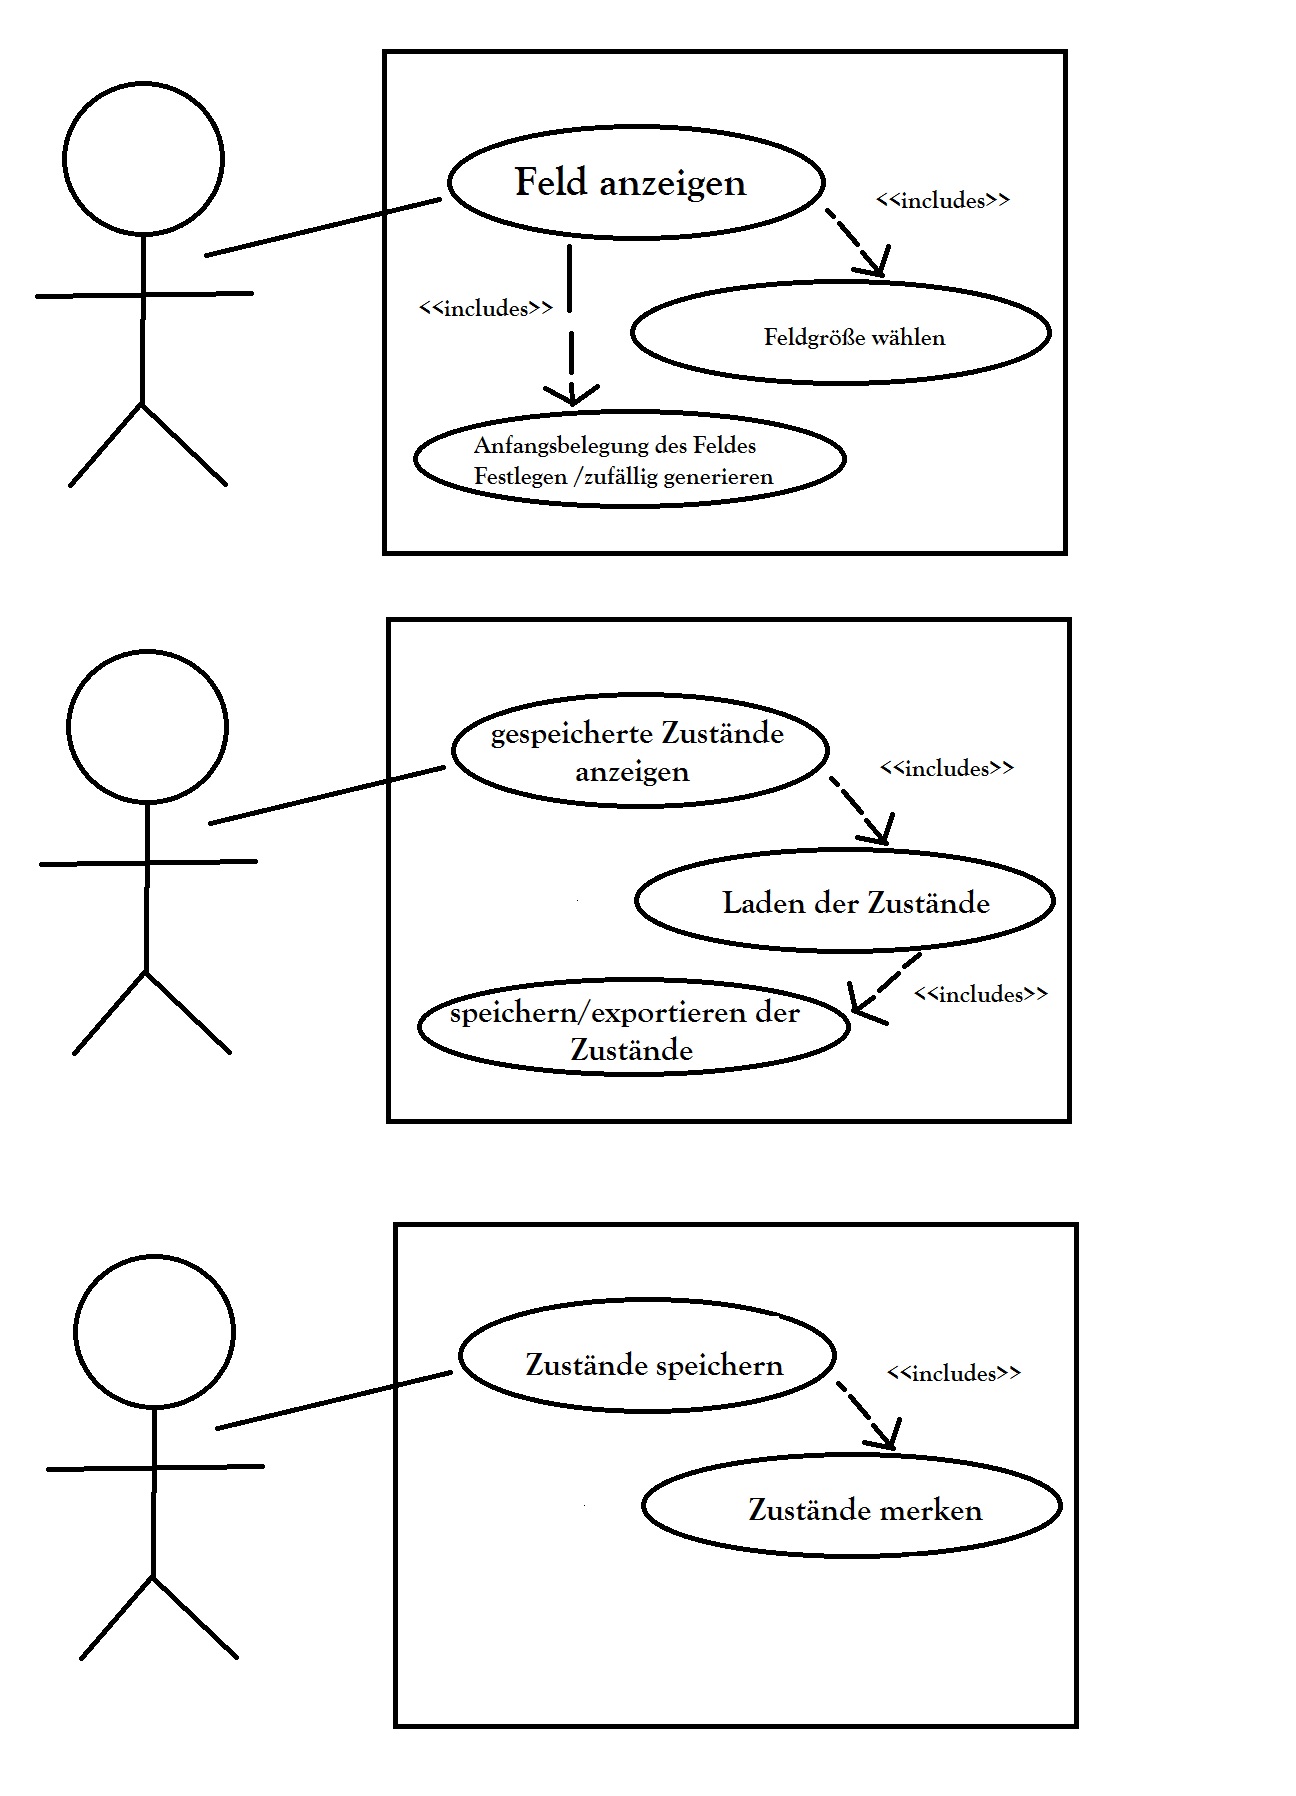 Feld anzeigen
<<includes>>
<<includes>>
Feldgröße wählen
Anfangsbelegung des Feldes
Festlegen /zufällig generieren
gespeicherte Zustände
anzeigen
<<includes>>
Laden der Zustände
<<includes>>
speichern/exportieren der
Zustände
Zustände speichern
<<includes>>
Zustände merken